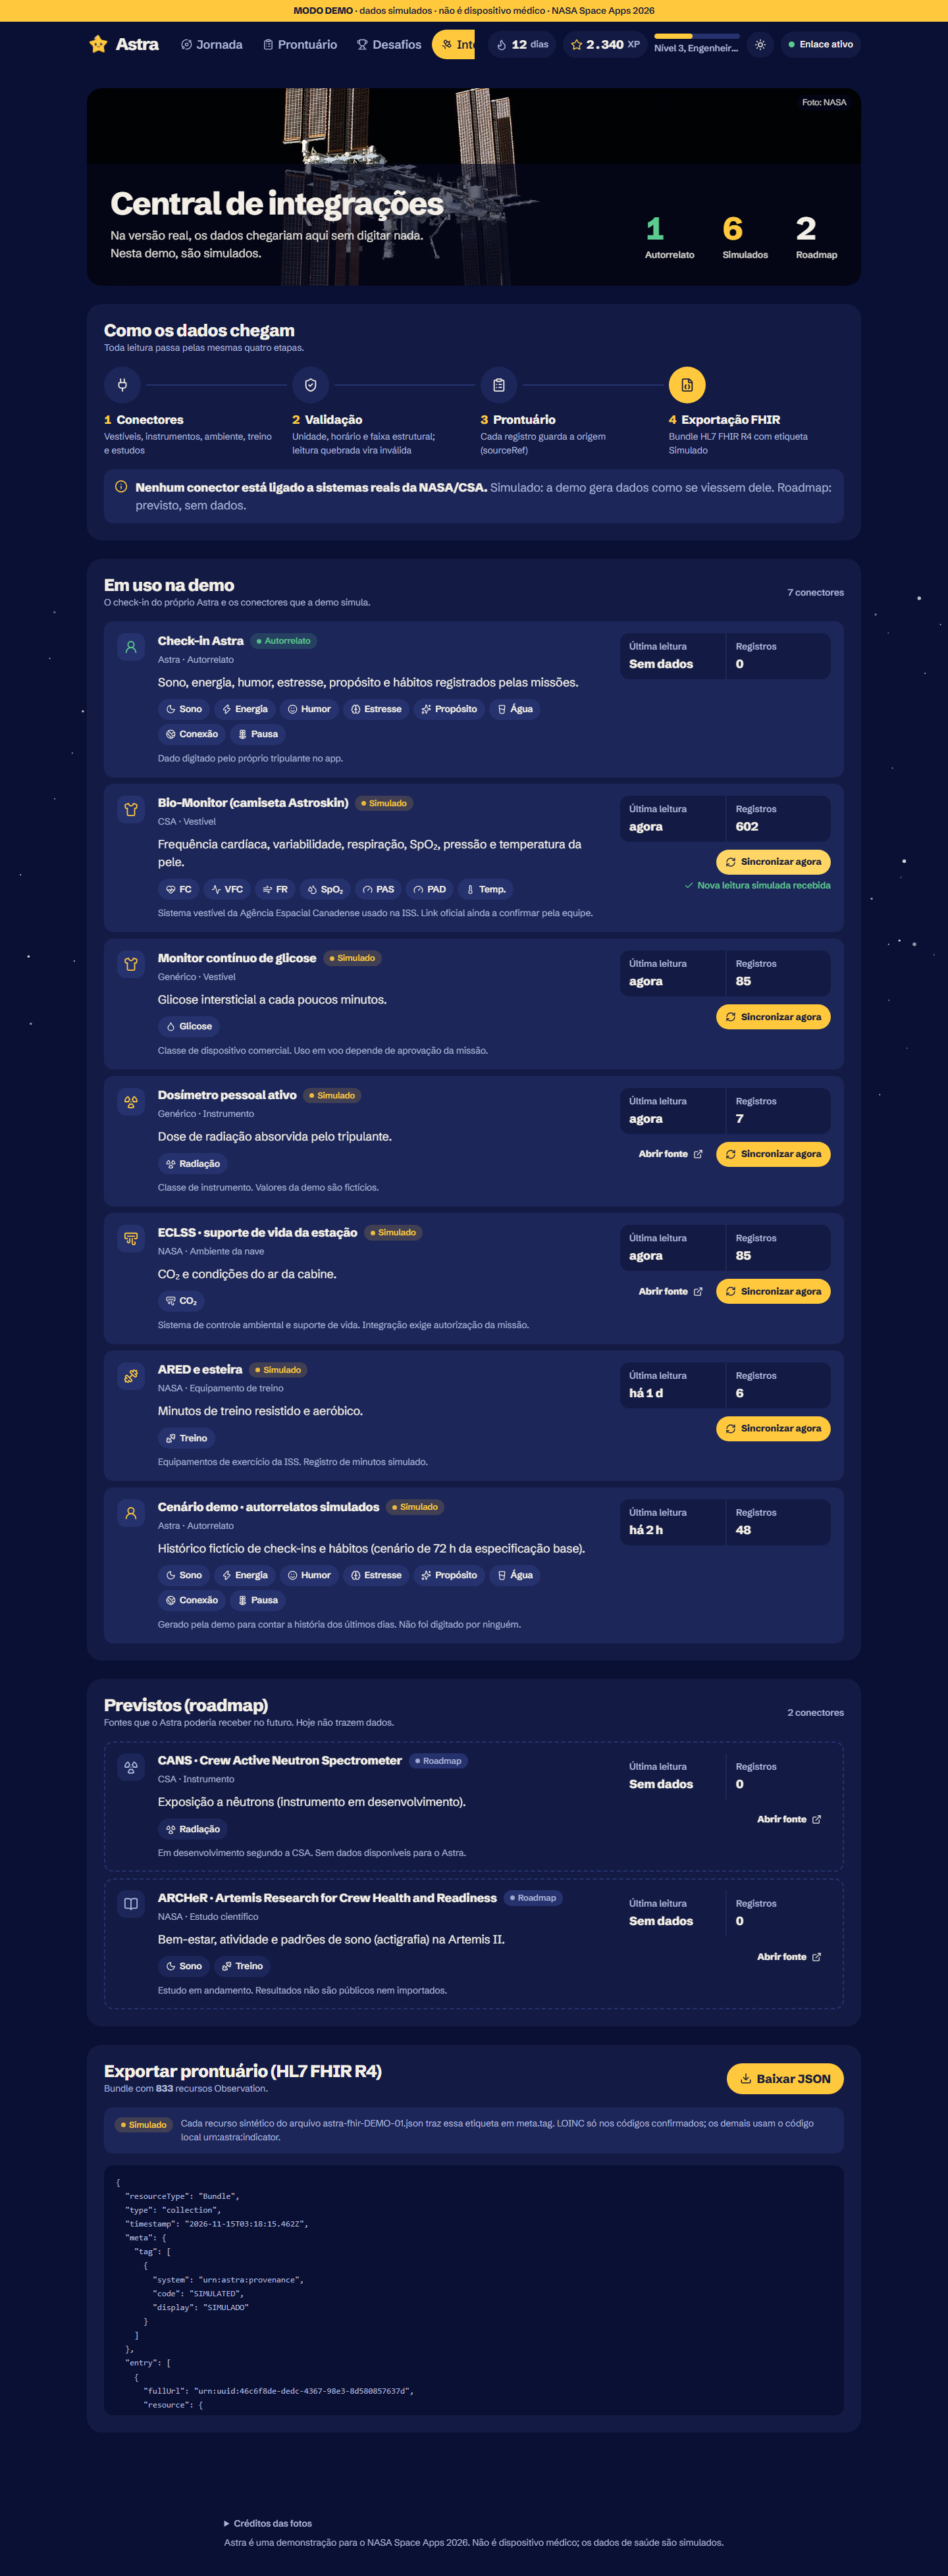 MODO DEMO · dados simulados · não é dispositivo médico · NASA Space Apps 2026
Astra
Jornada
Prontuário
Desafios
Inte
12 dias
2.340 XP
Nível 3, Engenheir...
Enlace ativo
Foto: NASA
Central de integrações
Na versão real, os dados chegariam aqui sem digitar nada.
Nesta demo, são simulados.
1
Autorrelato
6
Simulados
2
Roadmap
Como os dados chegam
Toda leitura passa pelas mesmas quatro etapas.
1 Conectores
Vestíveis, instrumentos, ambiente, treino
e estudos
2 Validação
Unidade, horário e faixa estrutural;
leitura quebrada vira inválida
3 Prontuário
Cada registro guarda a origem
(sourceRef)
4 Exportação FHIR
Bundle HL7 FHIR R4 com etiqueta
Simulado
Nenhum conector está ligado a sistemas reais da NASA/CSA. Simulado: a demo gera dados como se viessem dele. Roadmap:
previsto, sem dados.
Em uso na demo
O check-in do próprio Astra e os conectores que a demo simula.
7 conectores
Check-in Astra
Autorrelato
Astra · Autorrelato
Sono, energia, humor, estresse, propósito e hábitos registrados pelas missões.
Sono
Energia
Humor
Estresse
Propósito
Água
Conexão
Pausa
Dado digitado pelo próprio tripulante no app.
Última leitura
Sem dados
Registros
0
Bio-Monitor (camiseta Astroskin)
Simulado
CSA · Vestível
Frequência cardíaca, variabilidade, respiração, SpO₂, pressão e temperatura da
pele.
FC
VFC
FR
SpO₂
PAS
PAD
Temp.
Sistema vestível da Agência Espacial Canadense usado na ISS. Link oficial ainda a confirmar pela equipe.
Última leitura
agora
Registros
602
Sincronizar agora
Nova leitura simulada recebida
Monitor contínuo de glicose
Simulado
Genérico · Vestível
Glicose intersticial a cada poucos minutos.
Glicose
Classe de dispositivo comercial. Uso em voo depende de aprovação da missão.
Última leitura
agora
Registros
85
Sincronizar agora
Dosímetro pessoal ativo
Simulado
Genérico · Instrumento
Dose de radiação absorvida pelo tripulante.
Radiação
Classe de instrumento. Valores da demo são fictícios.
Última leitura
agora
Registros
7
Abrir fonte
Sincronizar agora
ECLSS · suporte de vida da estação
Simulado
NASA · Ambiente da nave
CO₂ e condições do ar da cabine.
CO₂
Sistema de controle ambiental e suporte de vida. Integração exige autorização da missão.
Última leitura
agora
Registros
85
Abrir fonte
Sincronizar agora
ARED e esteira
Simulado
NASA · Equipamento de treino
Minutos de treino resistido e aeróbico.
Treino
Equipamentos de exercício da ISS. Registro de minutos simulado.
Última leitura
há 1 d
Registros
6
Sincronizar agora
Cenário demo · autorrelatos simulados
Simulado
Astra · Autorrelato
Histórico fictício de check-ins e hábitos (cenário de 72 h da especificação base).
Sono
Energia
Humor
Estresse
Propósito
Água
Conexão
Pausa
Gerado pela demo para contar a história dos últimos dias. Não foi digitado por ninguém.
Última leitura
há 2 h
Registros
48
Previstos (roadmap)
Fontes que o Astra poderia receber no futuro. Hoje não trazem dados.
2 conectores
CANS · Crew Active Neutron Spectrometer
Roadmap
CSA · Instrumento
Exposição a nêutrons (instrumento em desenvolvimento).
Radiação
Em desenvolvimento segundo a CSA. Sem dados disponíveis para o Astra.
Última leitura
Sem dados
Registros
0
Abrir fonte
ARCHeR · Artemis Research for Crew Health and Readiness
Roadmap
NASA · Estudo científico
Bem-estar, atividade e padrões de sono (actigrafia) na Artemis II.
Sono
Treino
Estudo em andamento. Resultados não são públicos nem importados.
Última leitura
Sem dados
Registros
0
Abrir fonte
Exportar prontuário (HL7 FHIR R4)
Bundle com 833 recursos Observation.
Baixar JSON
Simulado
Cada recurso sintético do arquivo astra-fhir-DEMO-01.json traz essa etiqueta em meta.tag. LOINC só nos códigos confirmados; os demais usam o código
local urn:astra:indicator.
{
"resourceType": "Bundle",
"type": "collection",
"timestamp": "2026-11-15T03:18:15.462Z",
"meta": {
"tag": [
{
"system": "urn:astra:provenance",
"code": "SIMULATED",
"display": "SIMULADO"
}
]
},
"entry": [
{
"fullUrl": "urn:uuid:46c6f8de-dedc-4367-98e3-8d580857637d",
"resource": {
Créditos das fotos
Astra é uma demonstração para o NASA Space Apps 2026. Não é dispositivo médico; os dados de saúde são simulados.